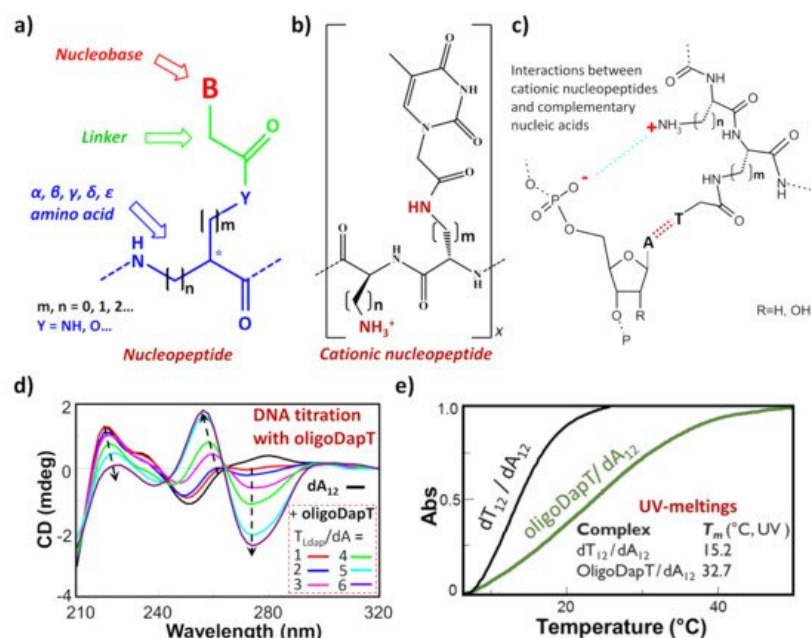 a)
Nucleobase
B
Linker
O
Y
α, β, γ, δ, ε
amino acid
[ ]m
H
N
*
[ ]n
O
m, n = 0, 1, 2...
Y = NH, O...
Nucleopeptide
b)
O
NH
N
O
O
HN
m
O
H
N
N
H
O
n
NH₃⁺
x
Cationic nucleopeptide
c)
Interactions between
cationic nucleopeptides
and complementary
nucleic acids
O
NH
+
NH₃
n
O
HN
O
NH
HN
m
-
O
O
P
O
O
T
O
A
O
O
R
P
R=H, OH
d)
DNA titration
with oligoDapT
dA₁₂
+ oligoDapT
T_Ldap/dA =
1 4
2 5
3 6
CD (mdeg)
2
0
-2
-4
210 240 280 320
Wavelength (nm)
e)
Abs
1.0
0.5
0
dT₁₂/dA₁₂
oligoDapT/dA₁₂
UV-meltings
Complex Tₘ (°C, UV)
dT₁₂/dA₁₂ 15.2
OligoDapT/dA₁₂ 32.7
20 40
Temperature (°C)